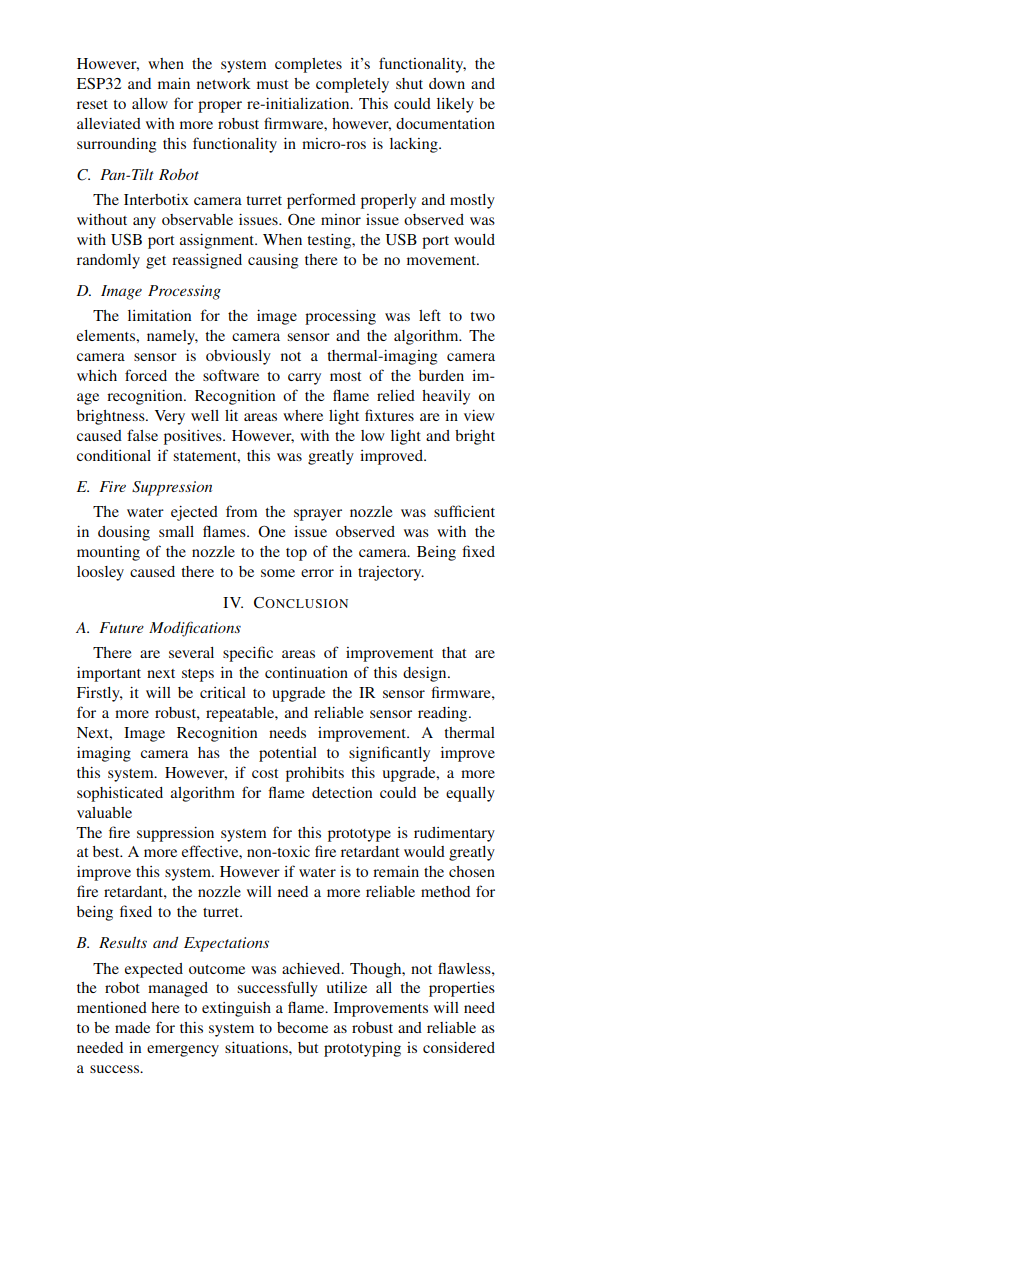 However, when the system completes it's functionality, the
ESP32 and main network must be completely shut down and
reset to allow for proper re-initialization. This could likely be
alleviated with more robust firmware, however, documentation
surrounding this functionality in micro-ros is lacking.
C. Pan-Tilt Robot
The Interbotix camera turret performed properly and mostly
without any observable issues. One minor issue observed was
with USB port assignment. When testing, the USB port would
randomly get reassigned causing there to be no movement.
D. Image Processing
The limitation for the image processing was left to two
elements, namely, the camera sensor and the algorithm. The
camera sensor is obviously not a thermal-imaging camera
which forced the software to carry most of the burden im-
age recognition. Recognition of the flame relied heavily on
brightness. Very well lit areas where light fixtures are in view
caused false positives. However, with the low light and bright
conditional if statement, this was greatly improved.
E. Fire Suppression
The water ejected from the sprayer nozzle was sufficient
in dousing small flames. One issue observed was with the
mounting of the nozzle to the top of the camera. Being fixed
loosley caused there to be some error in trajectory.
IV. CONCLUSION
A. Future Modifications
There are several specific areas of improvement that are
important next steps in the continuation of this design.
Firstly, it will be critical to upgrade the IR sensor firmware,
for a more robust, repeatable, and reliable sensor reading.
Next, Image Recognition needs improvement. A thermal
imaging camera has the potential to significantly improve
this system. However, if cost prohibits this upgrade, a more
sophisticated algorithm for flame detection could be equally
valuable
The fire suppression system for this prototype is rudimentary
at best. A more effective, non-toxic fire retardant would greatly
improve this system. However if water is to remain the chosen
fire retardant, the nozzle will need a more reliable method for
being fixed to the turret.
B. Results and Expectations
The expected outcome was achieved. Though, not flawless,
the robot managed to successfully utilize all the properties
mentioned here to extinguish a flame. Improvements will need
to be made for this system to become as robust and reliable as
needed in emergency situations, but prototyping is considered
a success.